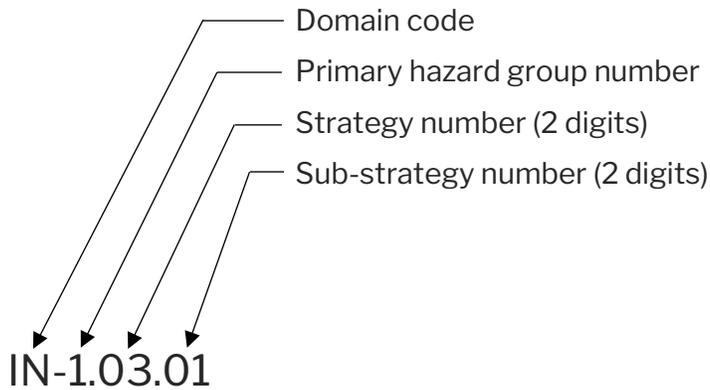 Domain code
Primary hazard group number
Strategy number (2 digits)
Sub-strategy number (2 digits)
IN-1.03.01